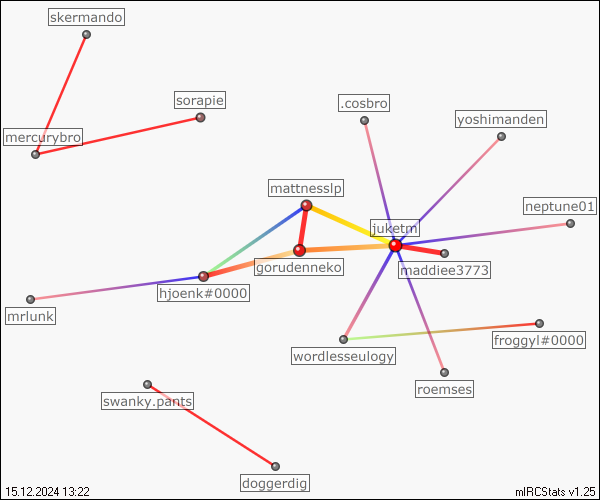 skermando
sorapie
.cosbro
mercurybro
yoshimanden
mattnesslp
neptune01
juketm
gorudenneko
maddiee3773
hjoenk#0000
mrlunk
froggyl#0000
wordlesseulogy
roemses
swanky.pants
doggerdig
15.12.2024 13:22
mIRCStats v1.25